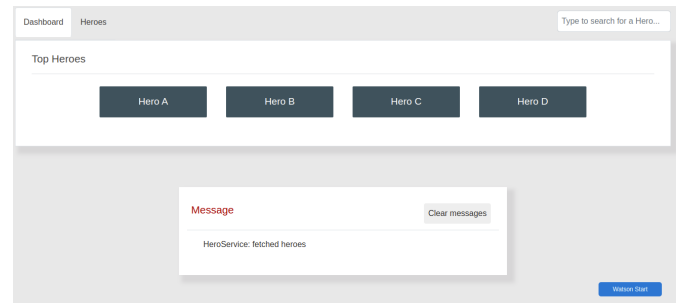 Dashboard Heroes Type to search for a Hero...
Top Heroes
Hero A Hero B Hero C Hero D
Message Clear messages
HeroService: fetched heroes
Watson Start